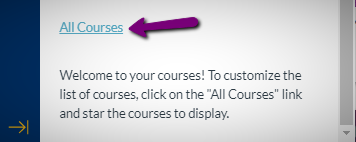 All Courses
Welcome to your courses! To customize the
list of courses, click on the "All Courses" link
and star the courses to display.